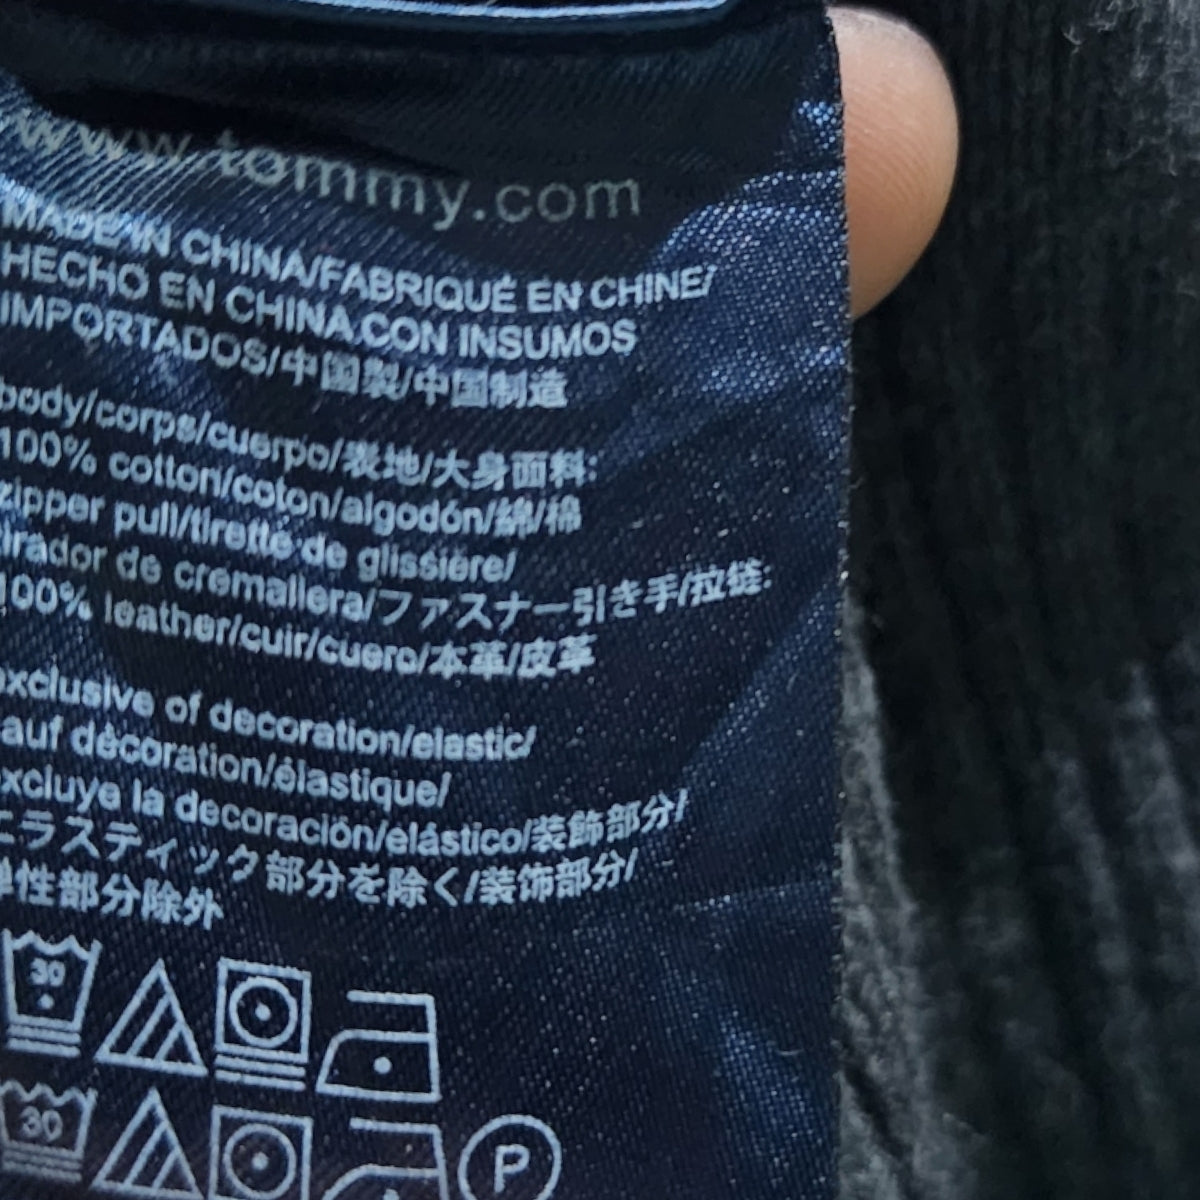 www.tommy.com
MADE IN CHINA/FABRIQUÉ EN CHINE/
HECHO EN CHINA CON INSUMOS
IMPORTADOS/中国製/中国制造
body/corps/cuerpo/表地/大身面料:
100% cotton/coton/algodón/綿/棉
zipper pull/tirette de glissière/
tirador de cremallera/ファスナー引き手/拉链:
100% leather/cuir/cuero/本革/皮革
exclusive of decoration/elastic/
sauf décoration/élastique/
excluye la decoración/elástico/装飾部分/
エラスティック部分を除く/装饰部分/
弹性部分除外
30
30
P